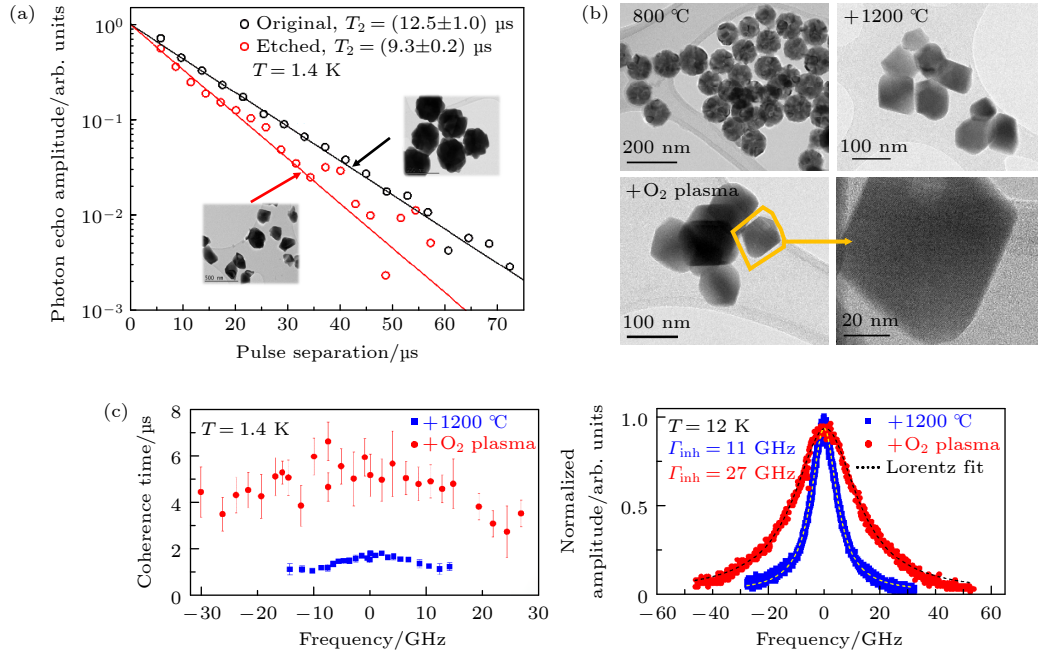 (a)
Original, T₂ = (12.5±1.0) μs
Etched, T₂ = (9.3±0.2) μs
T = 1.4 K
Photon echo amplitude/arb. units
10⁰
10⁻¹
10⁻²
10⁻³
500 nm
0 10 20 30 40 50 60 70 80
Pulse separation/μs
(b)
800 ℃
200 nm
+1200 ℃
100 nm
+O₂ plasma
100 nm
20 nm
(c)
T = 1.4 K
+1200 ℃
+O₂ plasma
Coherence time/μs
8
6
4
2
0
−30 −20 −10 0 10 20 30
Frequency/GHz
T = 12 K
Γinh = 11 GHz
Γinh = 27 GHz
+1200 ℃
+O₂ plasma
Lorentz fit
Normalized
amplitude/arb. units
1.0
0.5
0
−60 −40 −20 0 20 40 60
Frequency/GHz